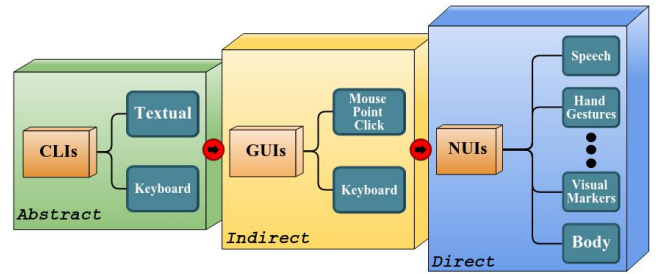 CLIs
Textual
Keyboard
Abstract
GUIs
Mouse
Point
Click
Keyboard
Indirect
NUIs
Speech
Hand
Gestures
Visual
Markers
Body
Direct